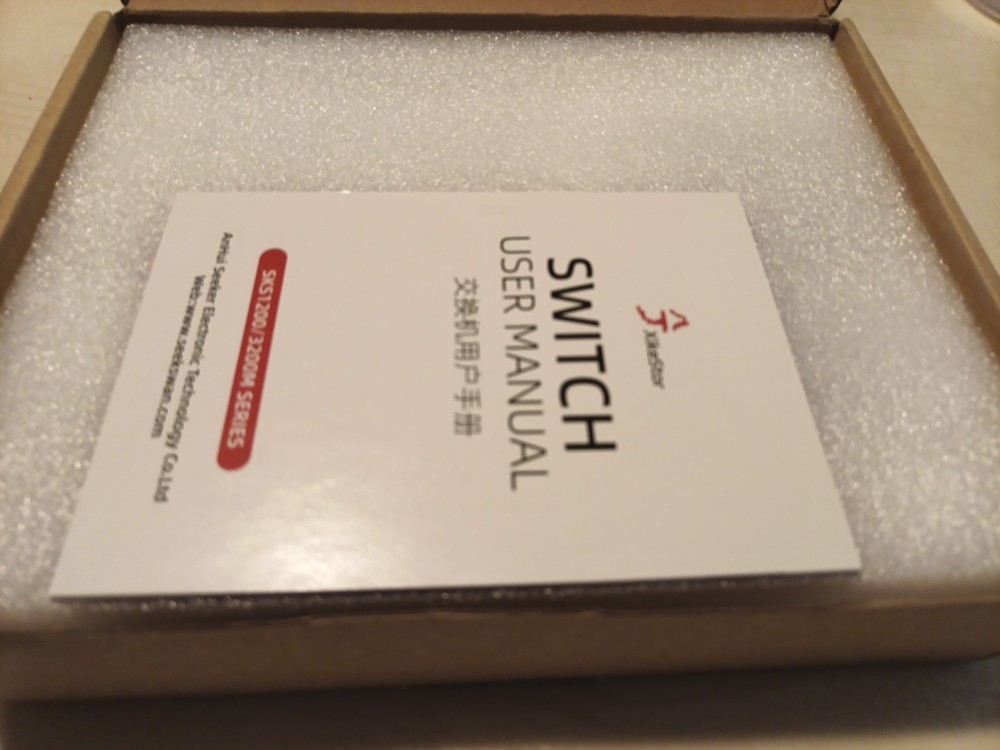 XikeStor
SWITCH
USER MANUAL
交换机用户手册
SKS1200/3200M SERIES
AnHui Seeker Electronic Technology Co.Ltd
Web:www.seekswan.com